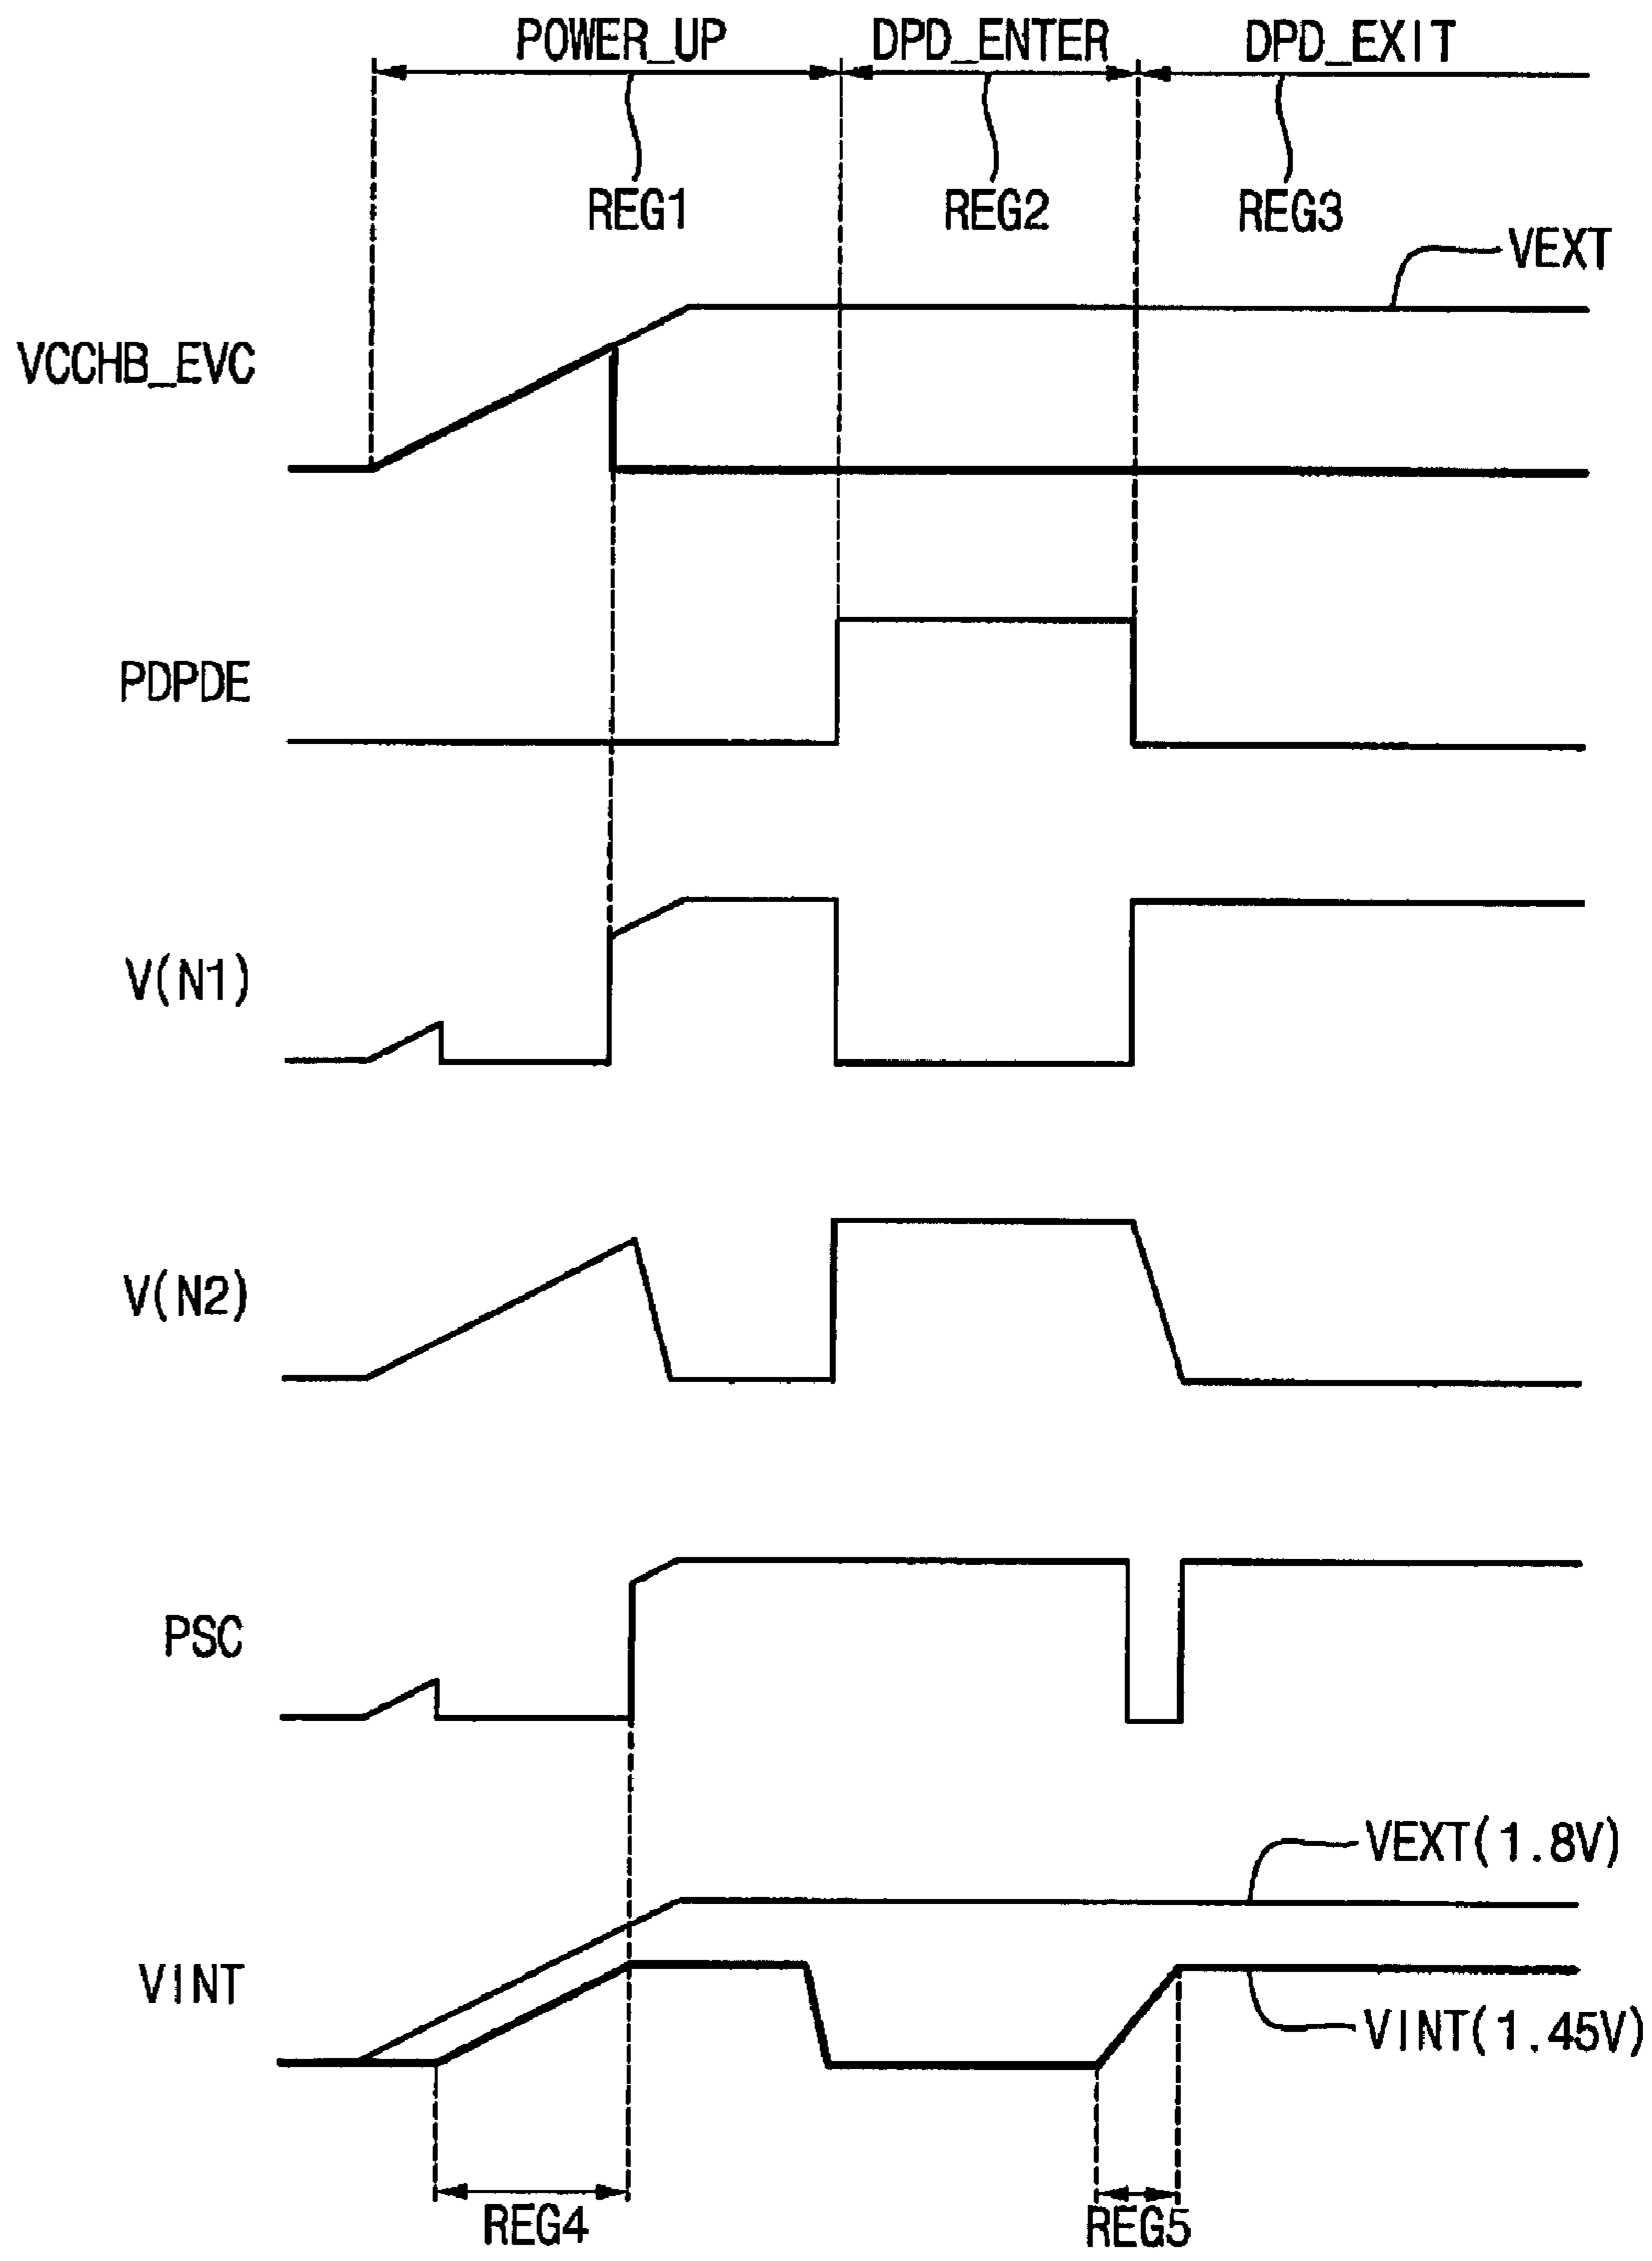 POWER_UP DPD_ENTER DPD_EXIT
REG1 REG2 REG3
VEXT
VCCHB_EVC
PDPDE
V(N1)
V(N2)
PSC
VEXT(1.8V)
VINT
VINT(1.45V)
REG4 REG5